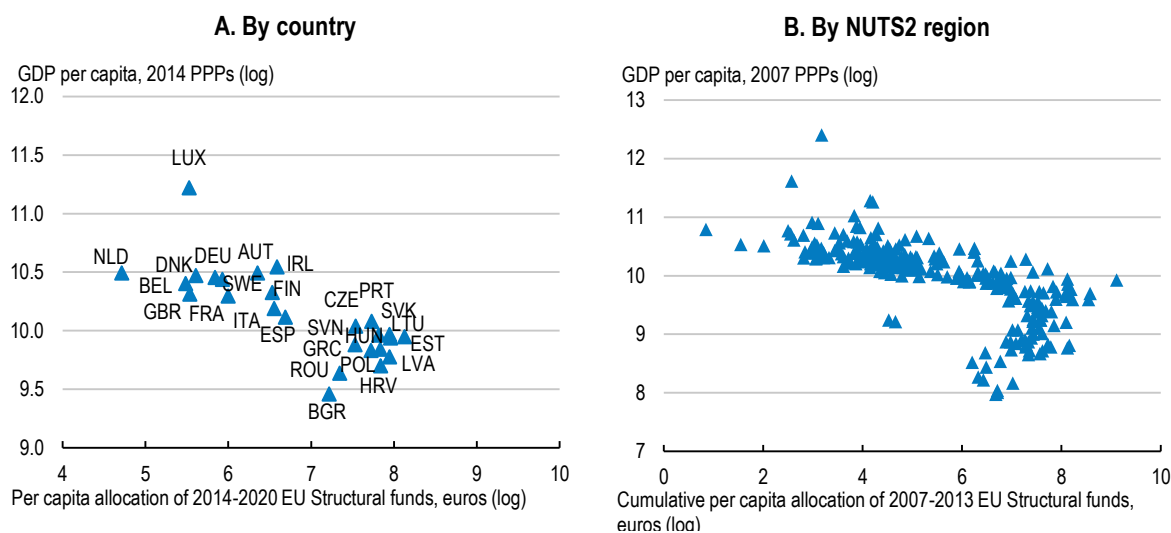 A. By country
GDP per capita, 2014 PPPs (log)
12.0
11.5
11.0
10.5
10.0
9.5
9.0
LUX
NLD
DNK
DEU
AUT
IRL
BEL
SWE
FIN
GBR
FRA
ITA
ESP
CZE
PRT
SVK
SVN
HUN
LTU
GRC
EST
ROU
POL
LVA
HRV
BGR
4 5 6 7 8 9 10
Per capita allocation of 2014-2020 EU Structural funds, euros (log)
B. By NUTS2 region
GDP per capita, 2007 PPPs (log)
13
12
11
10
9
8
7
0 2 4 6 8 10
Cumulative per capita allocation of 2007-2013 EU Structural funds,
euros (log)